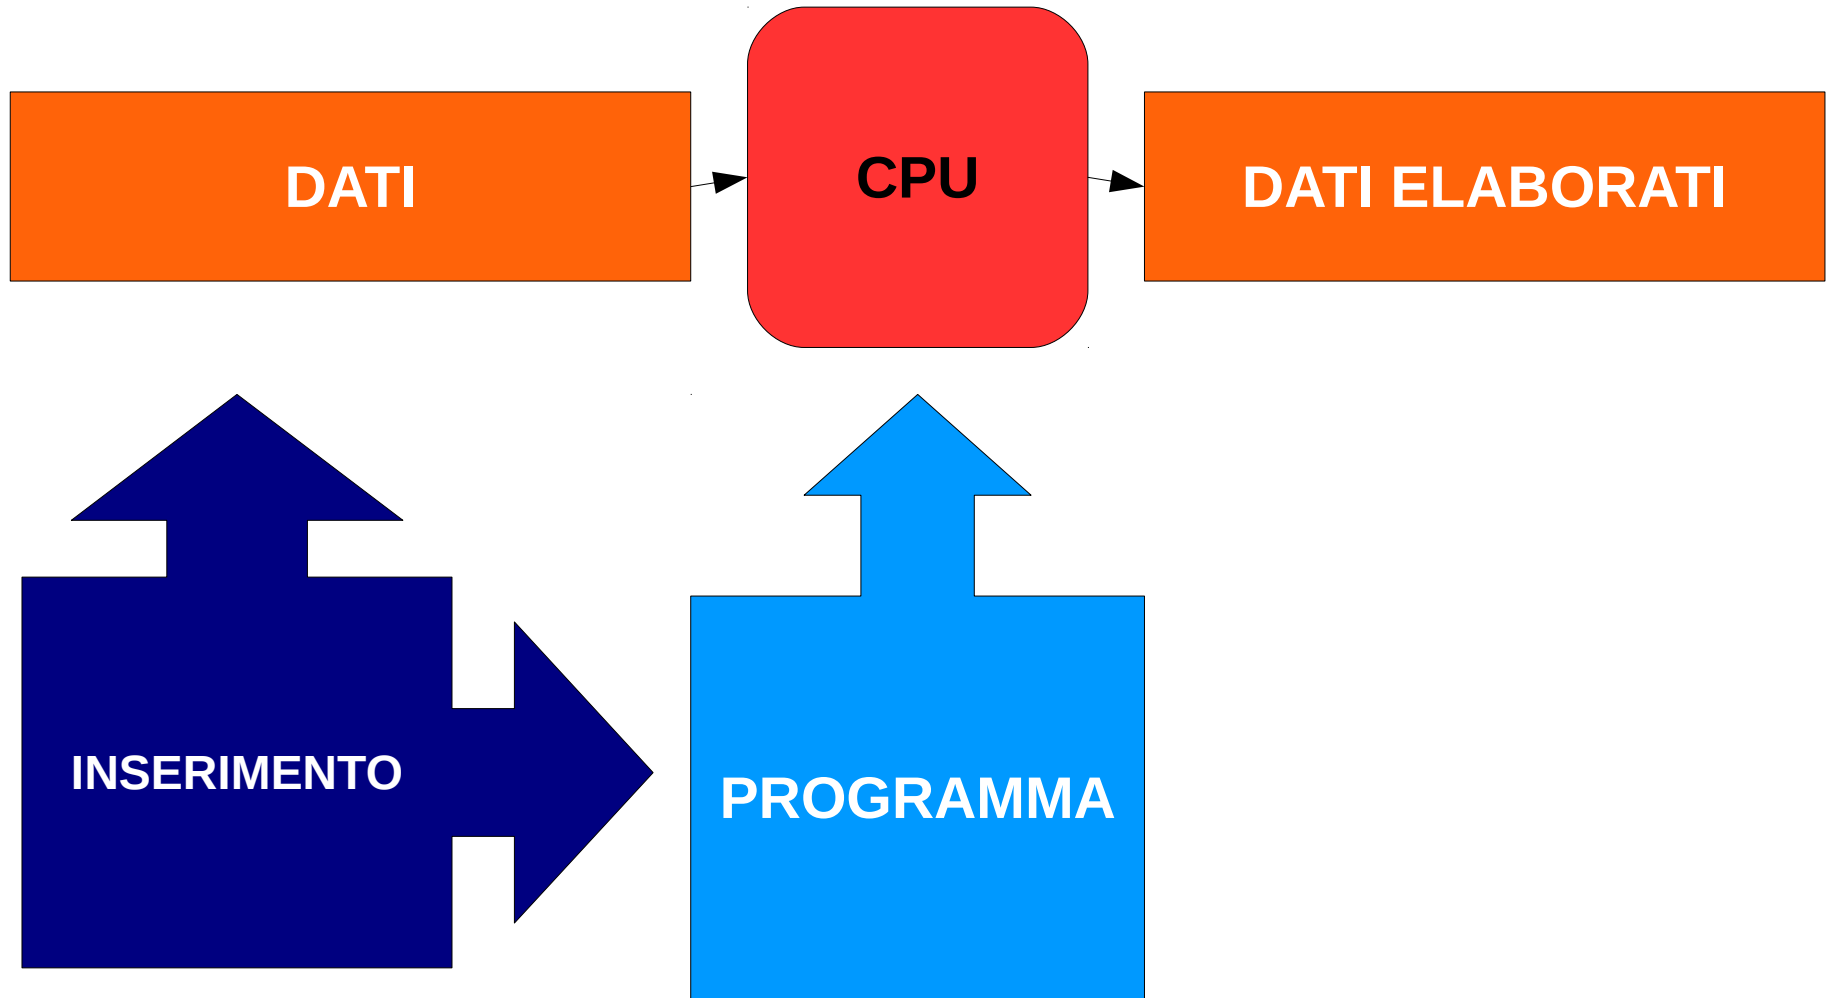 DATI
CPU
DATI ELABORATI
INSERIMENTO
PROGRAMMA